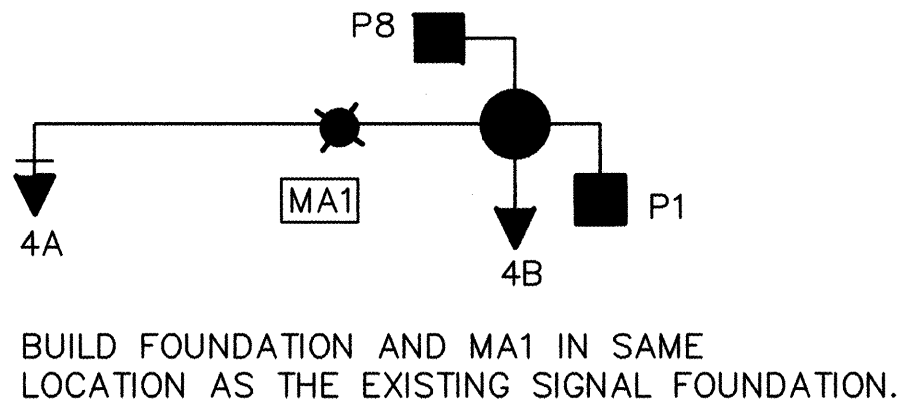 P8
MA1
P1
4A
4B
BUILD FOUNDATION AND MA1 IN SAME
LOCATION AS THE EXISTING SIGNAL FOUNDATION.